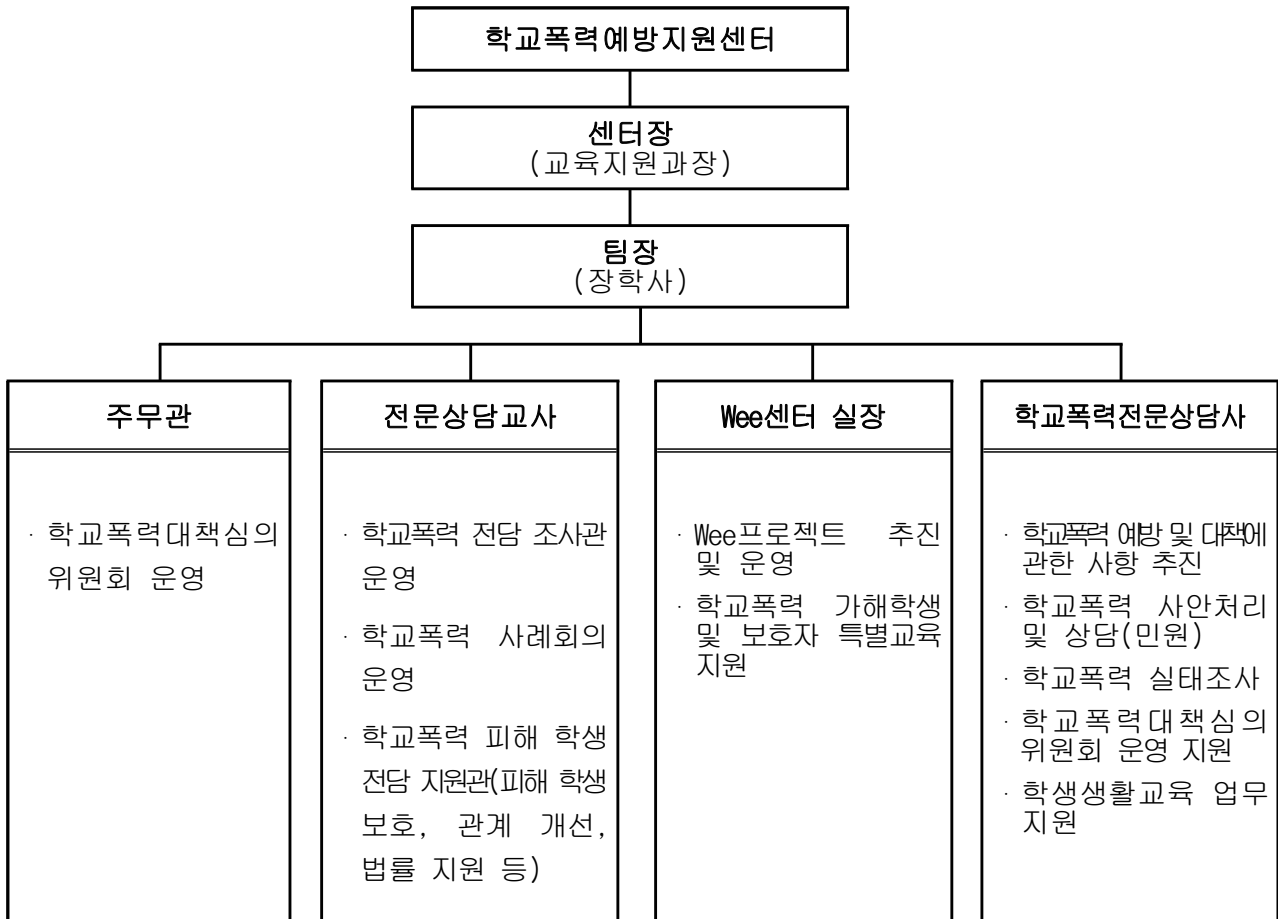 학교폭력예방지원센터
센터장
(교육지원과장)
팀장
(장학사)
주무관
· 학교폭력대책심의
위원회 운영
전문상담교사
· 학교폭력 전담 조사관
운영
· 학교폭력 사례회의
운영
· 학교폭력 피해 학생
전담 지원관(피해 학생
보호, 관계 개선,
법률 지원 등)
Wee센터 실장
· Wee프로젝트 추진
및 운영
· 학교폭력 가해학생
및 보호자 특별교육
지원
학교폭력전문상담사
· 학교폭력 예방 및 대책에
관한 사항 추진
· 학교폭력 사안처리
및 상담(민원)
· 학교폭력 실태조사
· 학교폭력대책심의
위원회 운영 지원
· 학생생활교육 업무
지원